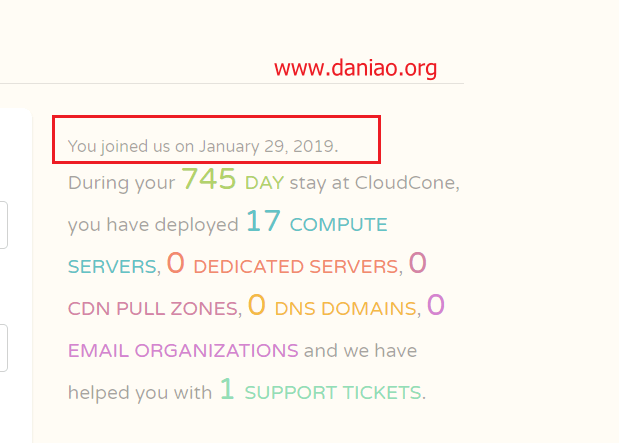 www.daniao.org
You joined us on January 29, 2019.
During your 745 DAY stay at CloudCone,
you have deployed 17 COMPUTE
SERVERS, 0 DEDICATED SERVERS, 0
CDN PULL ZONES, 0 DNS DOMAINS, 0
EMAIL ORGANIZATIONS and we have
helped you with 1 SUPPORT TICKETS.